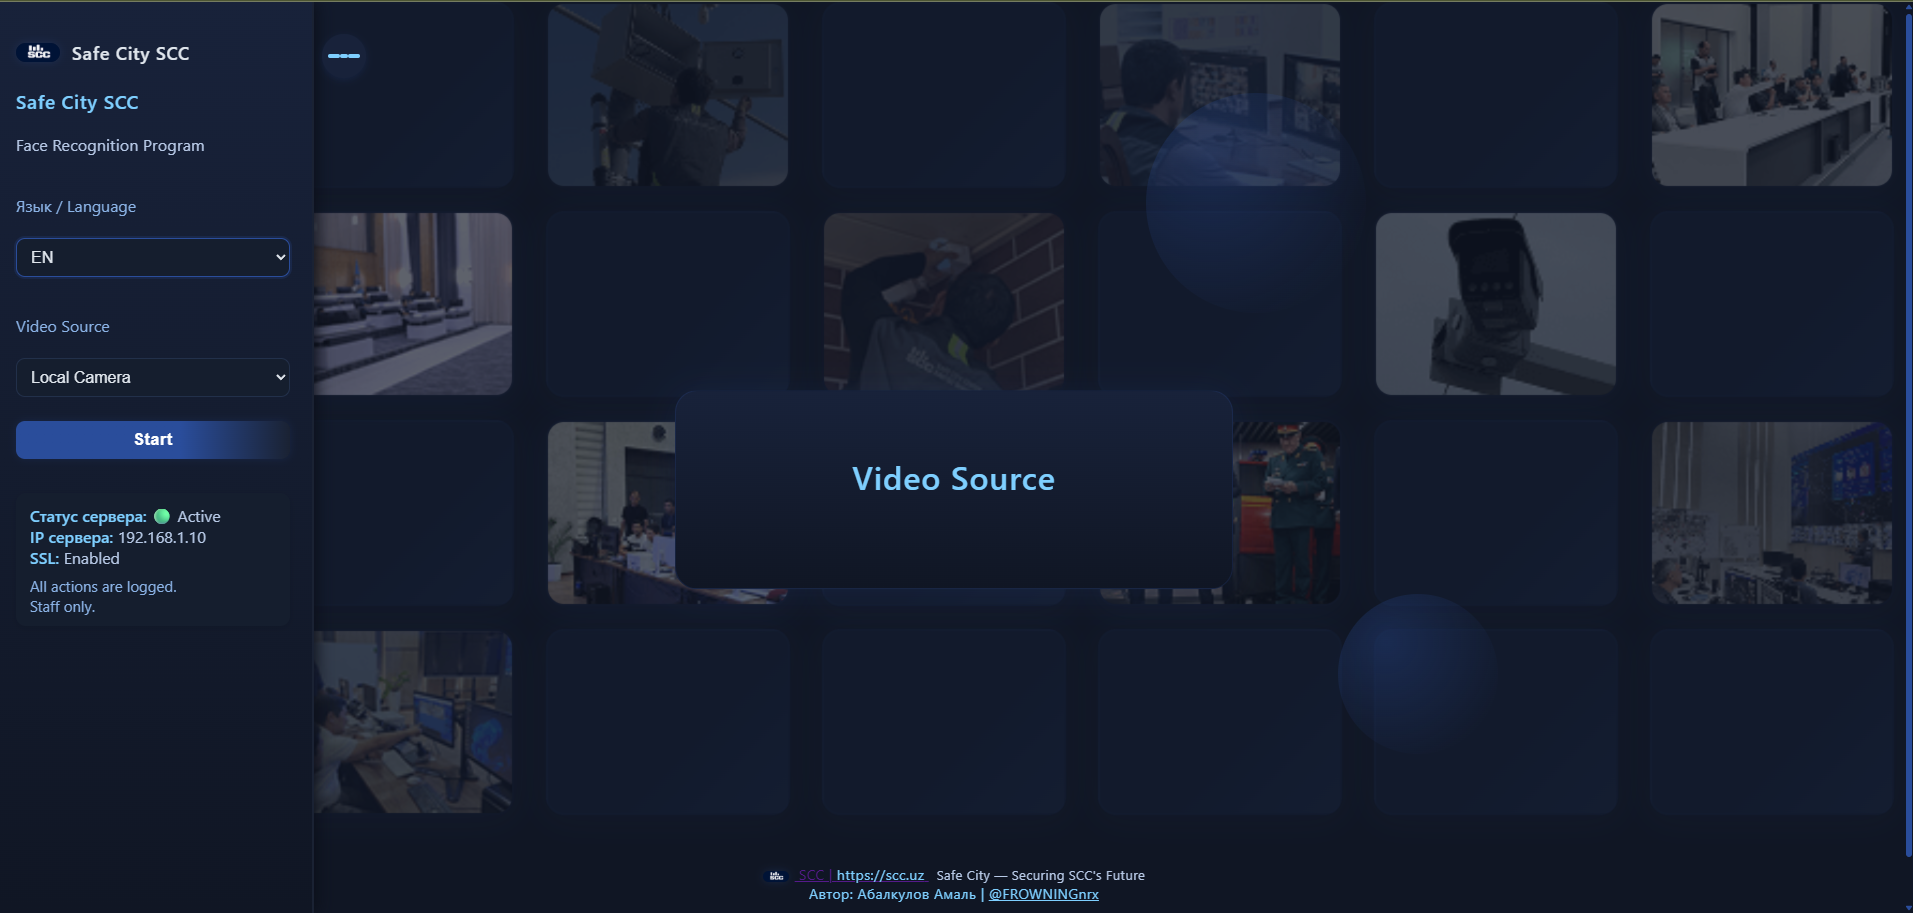 SCC
Safe City SCC
Safe City SCC
Face Recognition Program
Язык / Language
EN
Video Source
Local Camera
Start
Статус сервера: Active
IP сервера: 192.168.1.10
SSL: Enabled
All actions are logged.
Staff only.
Video Source
SCC SCC | https://scc.uz Safe City — Securing SCC's Future
Автор: Абалкулов Амаль | @FROWNINGnrx